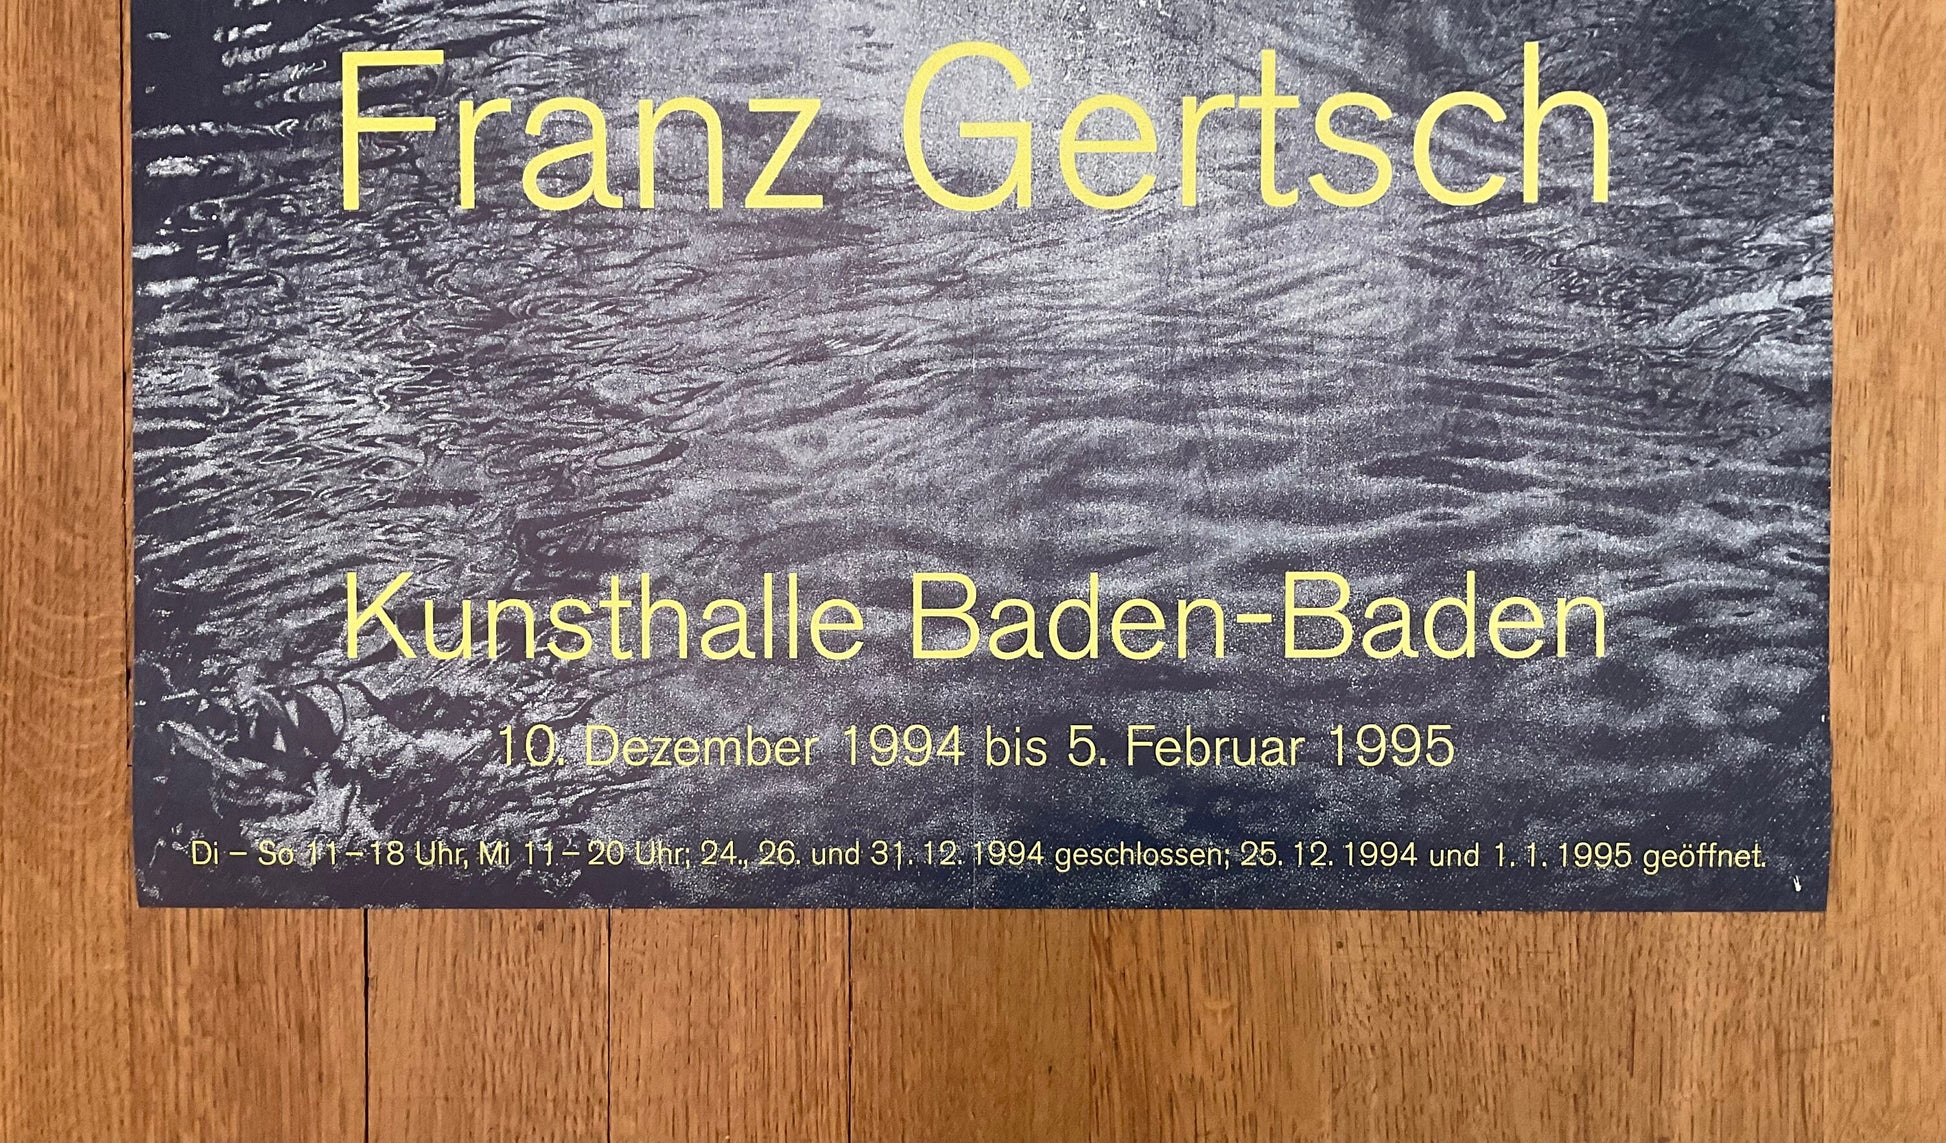 Franz Gertsch
Kunsthalle Baden-Baden
10. Dezember 1994 bis 5. Februar 1995
Di – So 11 – 18 Uhr, Mi 11 – 20 Uhr; 24., 26. und 31. 12. 1994 geschlossen; 25. 12. 1994 und 1. 1. 1995 geöffnet.